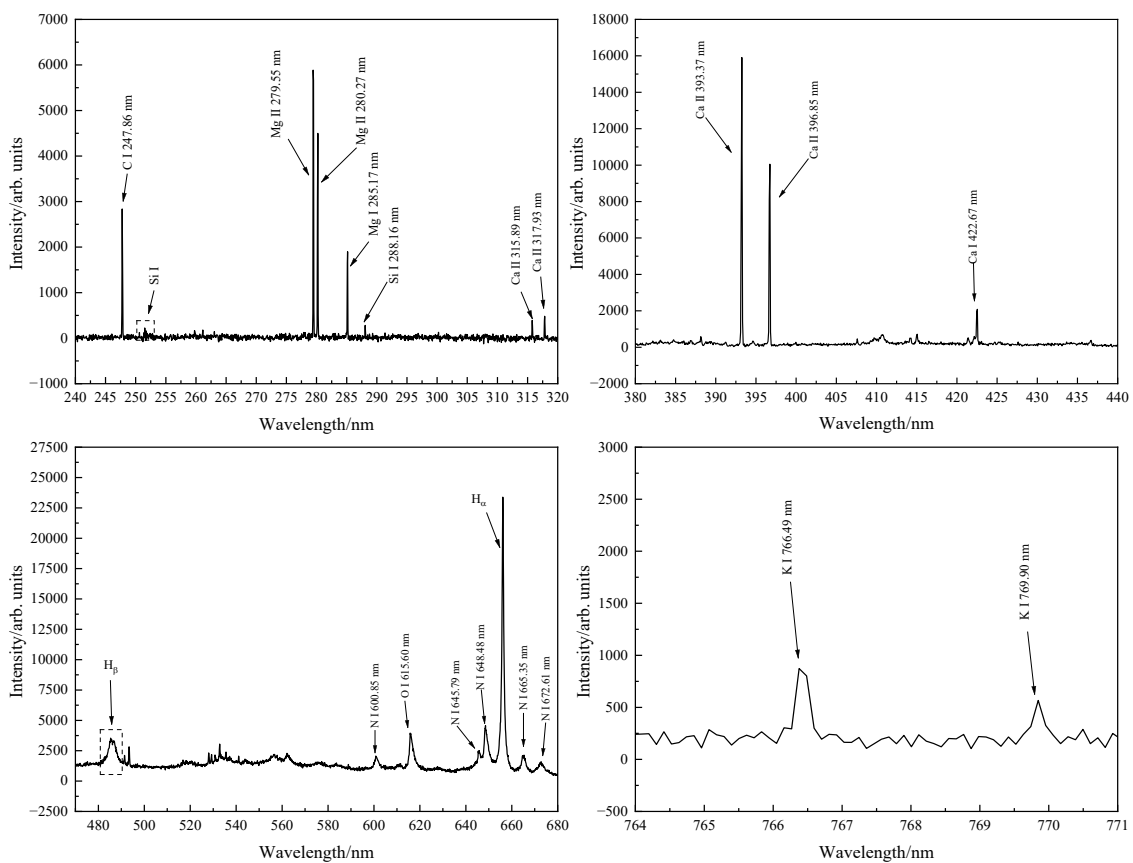 7000
6000
5000
4000
3000
2000
1000
0
−1000
240 245 250 255 260 265 270 275 280 285 290 295 300 305 310 315 320
Wavelength/nm
Intensity/arb. units
C I 247.86 nm
Si I
Mg II 279.55 nm
Mg II 280.27 nm
Mg I 285.17 nm
Si I 288.16 nm
Ca II 315.89 nm
Ca II 317.93 nm
18000
16000
14000
12000
10000
8000
6000
4000
2000
0
−2000
380 385 390 395 400 405 410 415 420 425 430 435 440
Wavelength/nm
Intensity/arb. units
Ca II 393.37 nm
Ca II 396.85 nm
Ca I 422.67 nm
27500
25000
22500
20000
17500
15000
12500
10000
7500
5000
2500
0
−2500
480 500 520 540 560 580 600 620 640 660 680
Wavelength/nm
Intensity/arb. units
Hβ
N I 600.85 nm
O I 615.60 nm
N I 645.79 nm
N I 648.48 nm
Hα
N I 665.35 nm
N I 672.61 nm
3000
2500
2000
1500
1000
500
0
−500
764 765 766 767 768 769 770 771
Wavelength/nm
Intensity/arb. units
K I 766.49 nm
K I 769.90 nm